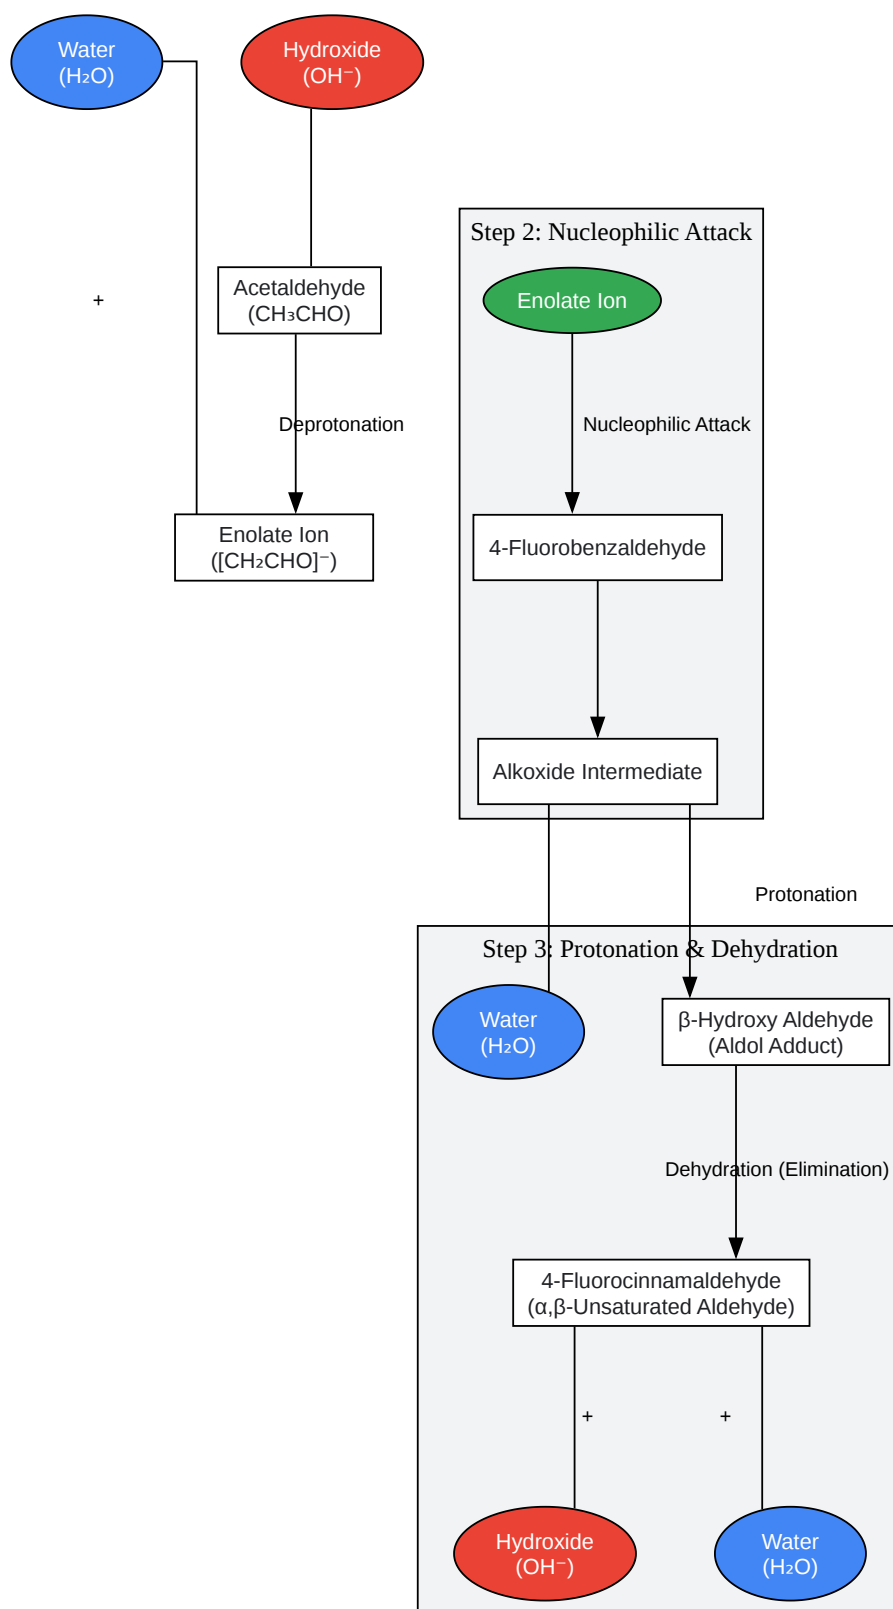 Water
(H₂O)
Hydroxide
(OH⁻)
+
Acetaldehyde
(CH₃CHO)
Deprotonation
Enolate Ion
([CH₂CHO]⁻)
Step 2: Nucleophilic Attack
Enolate Ion
Nucleophilic Attack
4-Fluorobenzaldehyde
Alkoxide Intermediate
Protonation
Step 3: Protonation & Dehydration
Water
(H₂O)
β-Hydroxy Aldehyde
(Aldol Adduct)
Dehydration (Elimination)
4-Fluorocinnamaldehyde
(α,β-Unsaturated Aldehyde)
+
+
Hydroxide
(OH⁻)
Water
(H₂O)